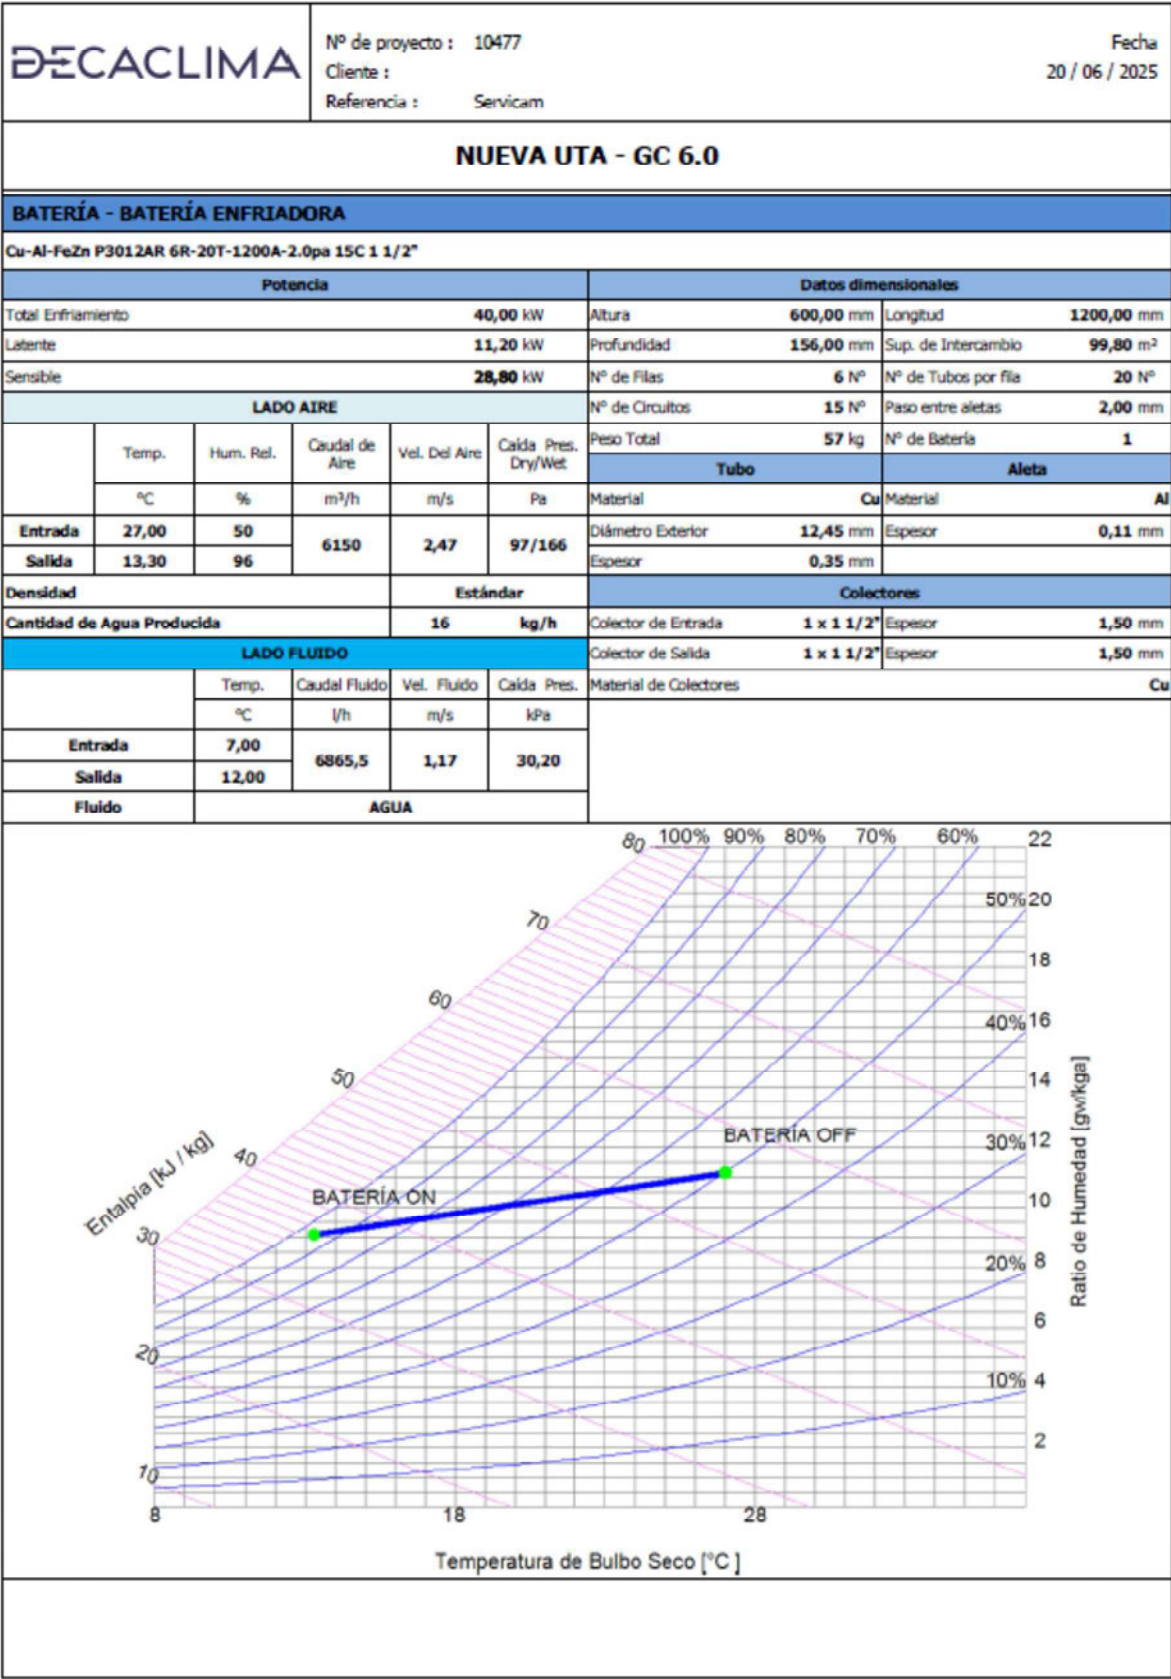 DECACLIMA
Nº de proyecto : 10477
Cliente :
Referencia : Servicam
Fecha
20 / 06 / 2025
NUEVA UTA - GC 6.0
BATERÍA - BATERÍA ENFRIADORA
Cu-Al-FeZn P3012AR 6R-20T-1200A-2.0pa 15C 1 1/2"
Potencia
Total Enfriamiento 40,00 kW
Latente 11,20 kW
Sensible 28,80 kW
LADO AIRE
Temp. Hum. Rel. Caudal de Aire Vel. Del Aire Caída Pres. Dry/Wet
ºC % m³/h m/s Pa
Entrada 27,00 50 6150 2,47 97/166
Salida 13,30 96
Densidad Estándar
Cantidad de Agua Producida 16 kg/h
LADO FLUIDO
Temp. Caudal Fluido Vel. Fluido Caída Pres.
ºC l/h m/s kPa
Entrada 7,00 6865,5 1,17 30,20
Salida 12,00
Fluido AGUA
Datos dimensionales
Altura 600,00 mm Longitud 1200,00 mm
Profundidad 156,00 mm Sup. de Intercambio 99,80 m²
Nº de Filas 6 Nº Nº de Tubos por fila 20 Nº
Nº de Circuitos 15 Nº Paso entre aletas 2,00 mm
Peso Total 57 kg Nº de Batería 1
Tubo Aleta
Material Cu Material Al
Diámetro Exterior 12,45 mm Espesor 0,11 mm
Espesor 0,35 mm
Colectores
Colector de Entrada 1 x 1 1/2" Espesor 1,50 mm
Colector de Salida 1 x 1 1/2" Espesor 1,50 mm
Material de Colectores Cu
80 100% 90% 80% 70% 60% 22
50% 20
70
18
60
40% 16
50
14
BATERÍA OFF
30% 12
40
BATERÍA ON
10
30
20% 8
6
20
10% 4
2
10
Entalpia [kJ / kg]
Ratio de Humedad [gw/kga]
8 18 28
Temperatura de Bulbo Seco [°C ]